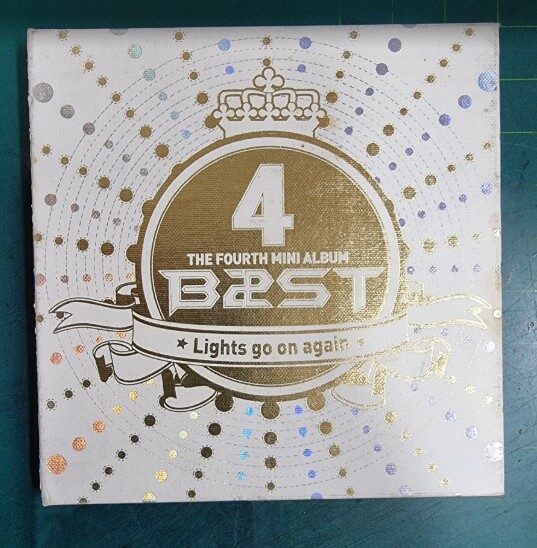 4
THE FOURTH MINI ALBUM
B2ST
★ Lights go on again ★